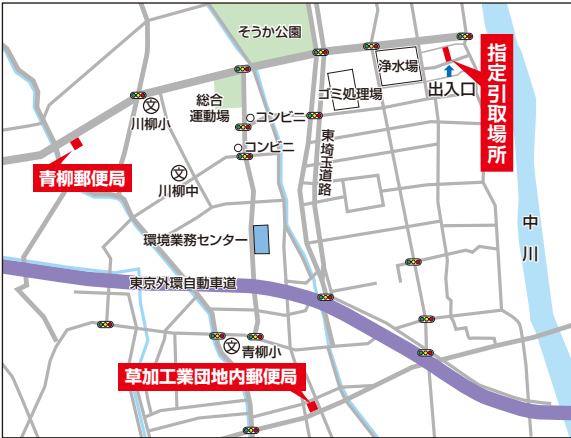 そうか公園
浄水場
指定引取場所
ゴミ処理場
出入口
総合
運動場
コンビニ
川柳小
コンビニ
東埼玉道路
青柳郵便局
川柳中
中川
環境業務センター
東京外環自動車道
青柳小
草加工業団地内郵便局